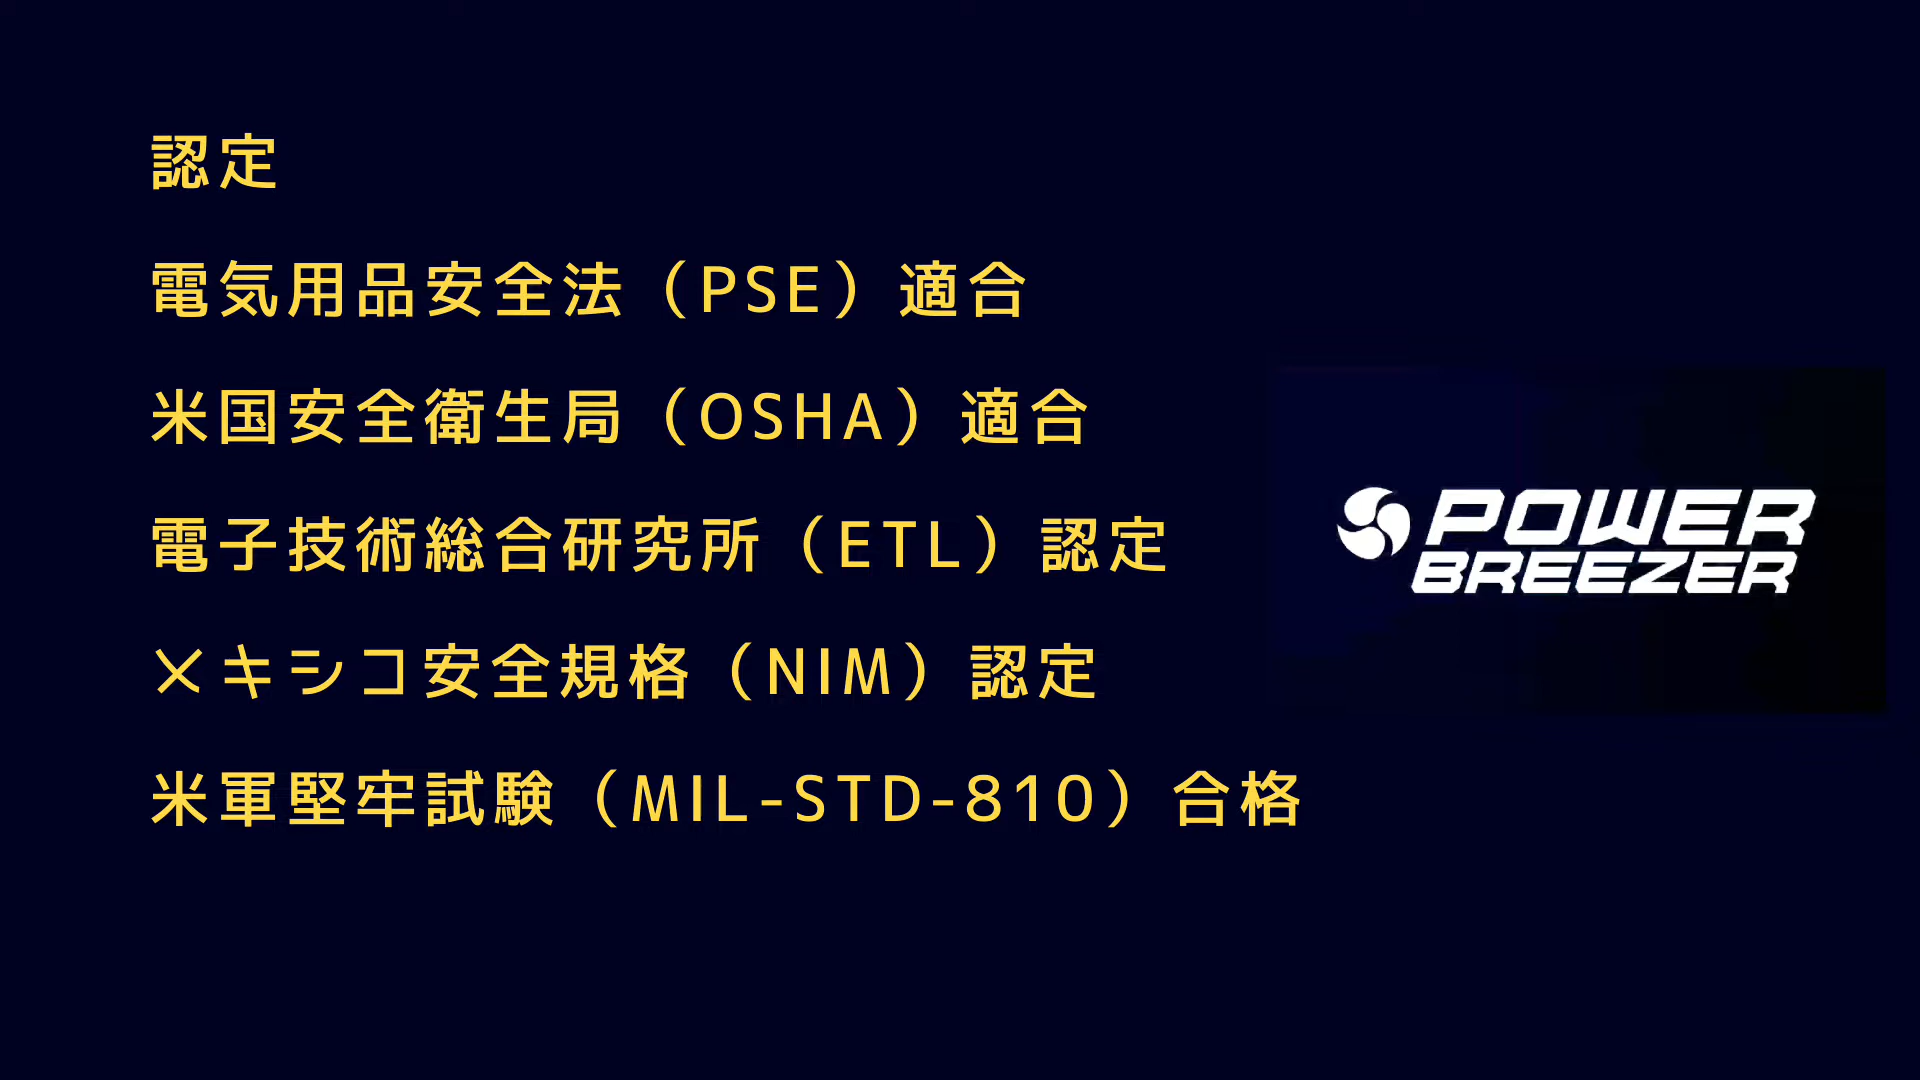 認定
電気用品安全法（PSE）適合
米国安全衛生局（OSHA）適合
電子技術総合研究所（ETL）認定
メキシコ安全規格（NIM）認定
米軍堅牢試験（MIL-STD-810）合格
POWER
BREEZER